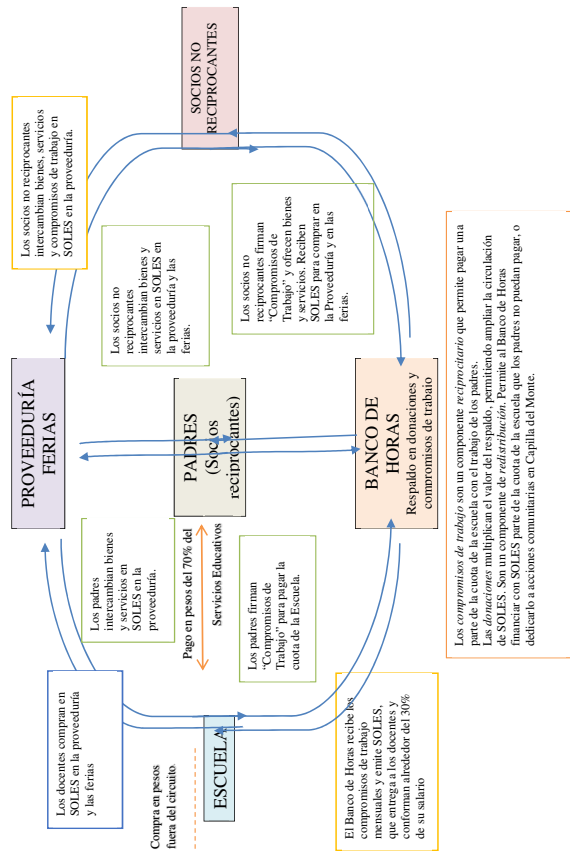 Los docentes compran en
SOLES en la proveeduría
y las ferias
Los padres
intercambian bienes
y servicios en
SOLES en la
proveeduría.
PROVEEDURÍA
FERIAS
Los socios no reciprocantes
intercambian bienes, servicios
y compromisos de trabajo en
SOLES en la proveeduría.
Los socios no
reciprocantes
intercambian bienes y
servicios en SOLES en
la proveeduría y las
ferias.
Compra en pesos
fuera del circuito.
ESCUELA
Pago en pesos del 70% del
Servicios Educativos
PADRES
(Socios
reciprocantes)
SOCIOS NO
RECIPROCANTES
Los padres firman
“Compromisos de
Trabajo” para pagar la
cuota de la Escuela.
Los socios no
reciprocantes firman
“Compromisos de
Trabajo” y ofrecen bienes
y servicios. Reciben
SOLES para comprar en
la Proveeduría y en las
ferias.
El Banco de Horas recibe los
compromisos de trabajo
mensuales y emite SOLES,
que entrega a los docentes y
conforman alrededor del 30%
de su salario
BANCO DE
HORAS
Respaldo en donaciones y
compromisos de trabajo
Los compromisos de trabajo son un componente reciprocitario que permite pagar una
parte de la cuota de la escuela con el trabajo de los padres.
Las donaciones multiplican el valor del respaldo, permitiendo ampliar la circulación
de SOLES. Son un componente de redistribución. Permite al Banco de Horas
financiar con SOLES parte de la cuota de la escuela que los padres no puedan pagar, o
dedicarlo a acciones comunitarias en Capilla del Monte.